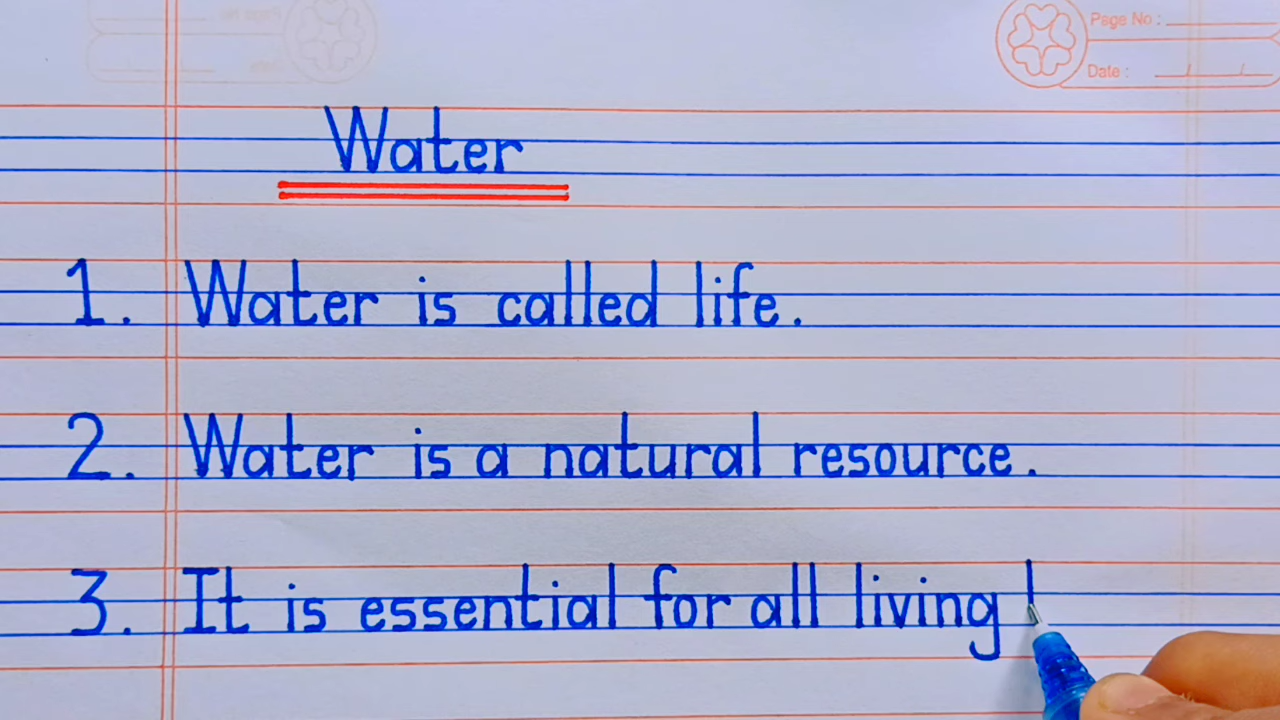 Page No :
Date :
Water
1. Water is called life.
2. Water is a natural resource.
3. It is essential for all living